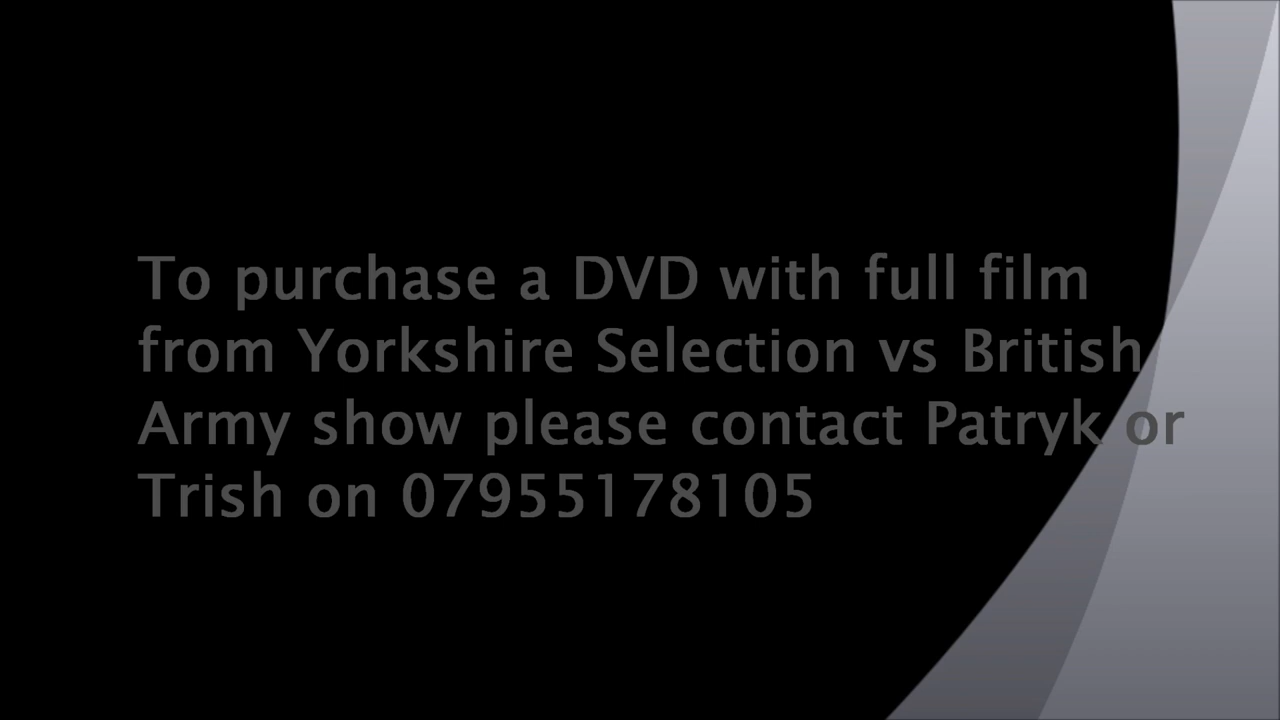 To purchase a DVD with full film
from Yorkshire Selection vs British
Army show please contact Patryk or
Trish on 07955178105